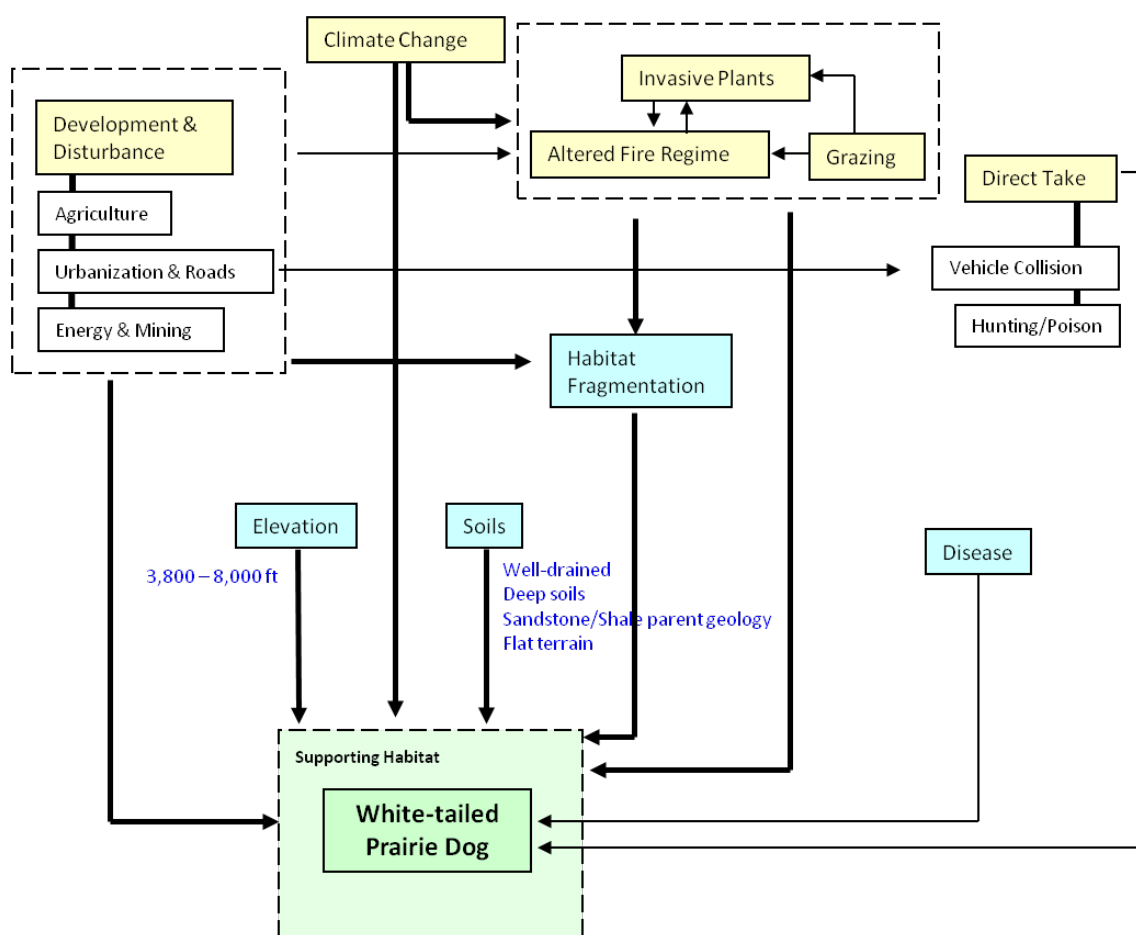 Climate Change
Invasive Plants
Development &
Disturbance
Altered Fire Regime
Grazing
Direct Take
Agriculture
Urbanization & Roads
Vehicle Collision
Energy & Mining
Hunting/Poison
Habitat
Fragmentation
Elevation
Soils
Disease
3,800 – 8,000 ft
Well-drained
Deep soils
Sandstone/Shale parent geology
Flat terrain
Supporting Habitat
White-tailed
Prairie Dog